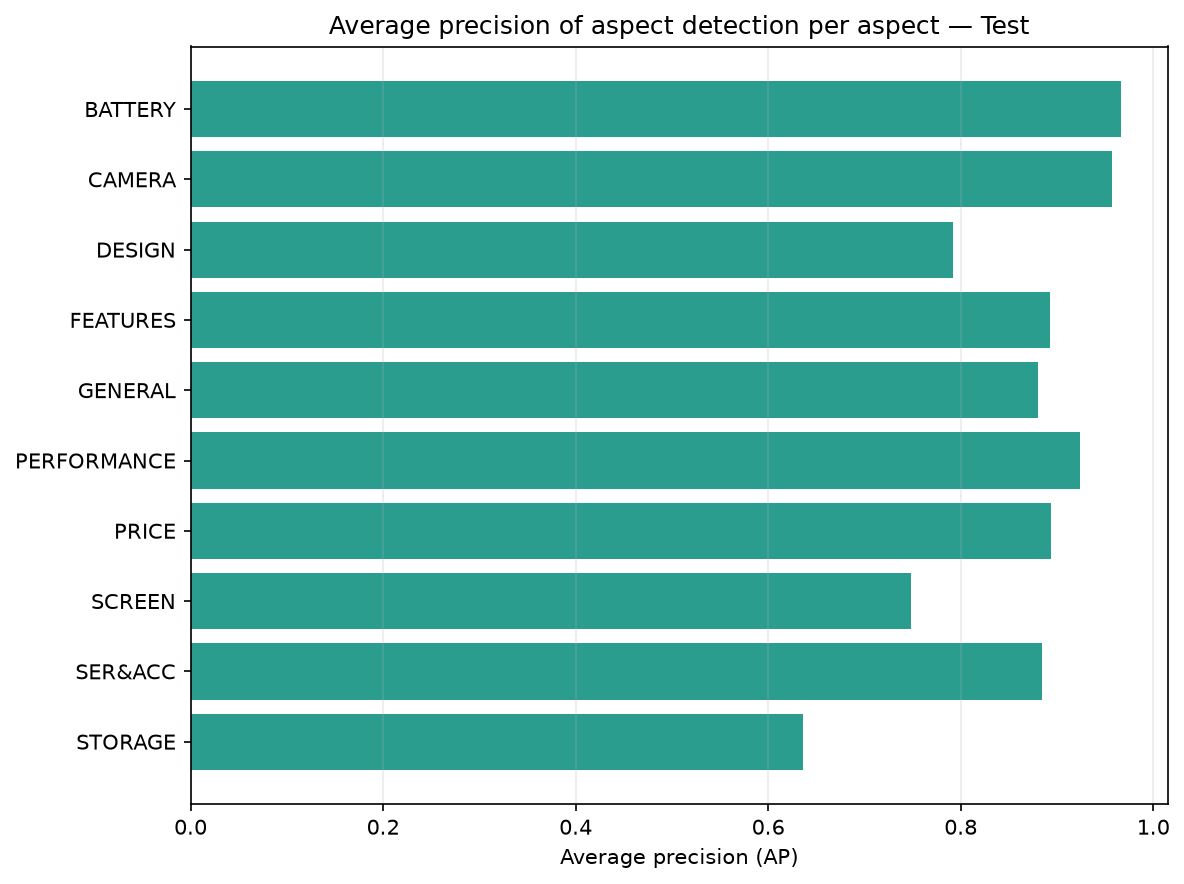 Average precision of aspect detection per aspect — Test
BATTERY
CAMERA
DESIGN
FEATURES
GENERAL
PERFORMANCE
PRICE
SCREEN
SER&ACC
STORAGE
0.0 0.2 0.4 0.6 0.8 1.0
Average precision (AP)